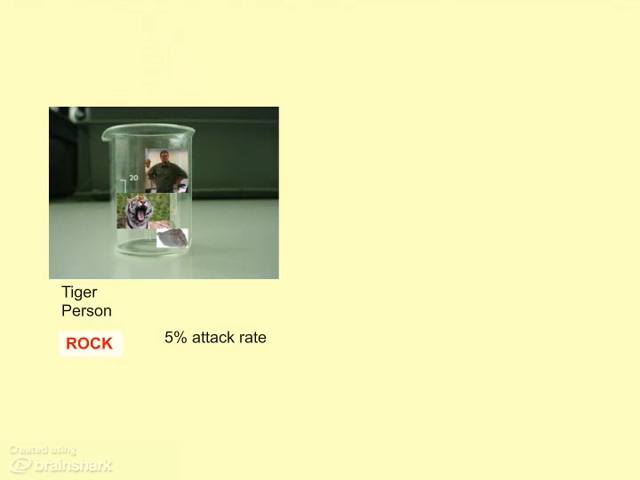 20
Tiger
Person
ROCK
5% attack rate
Created using
brainshark